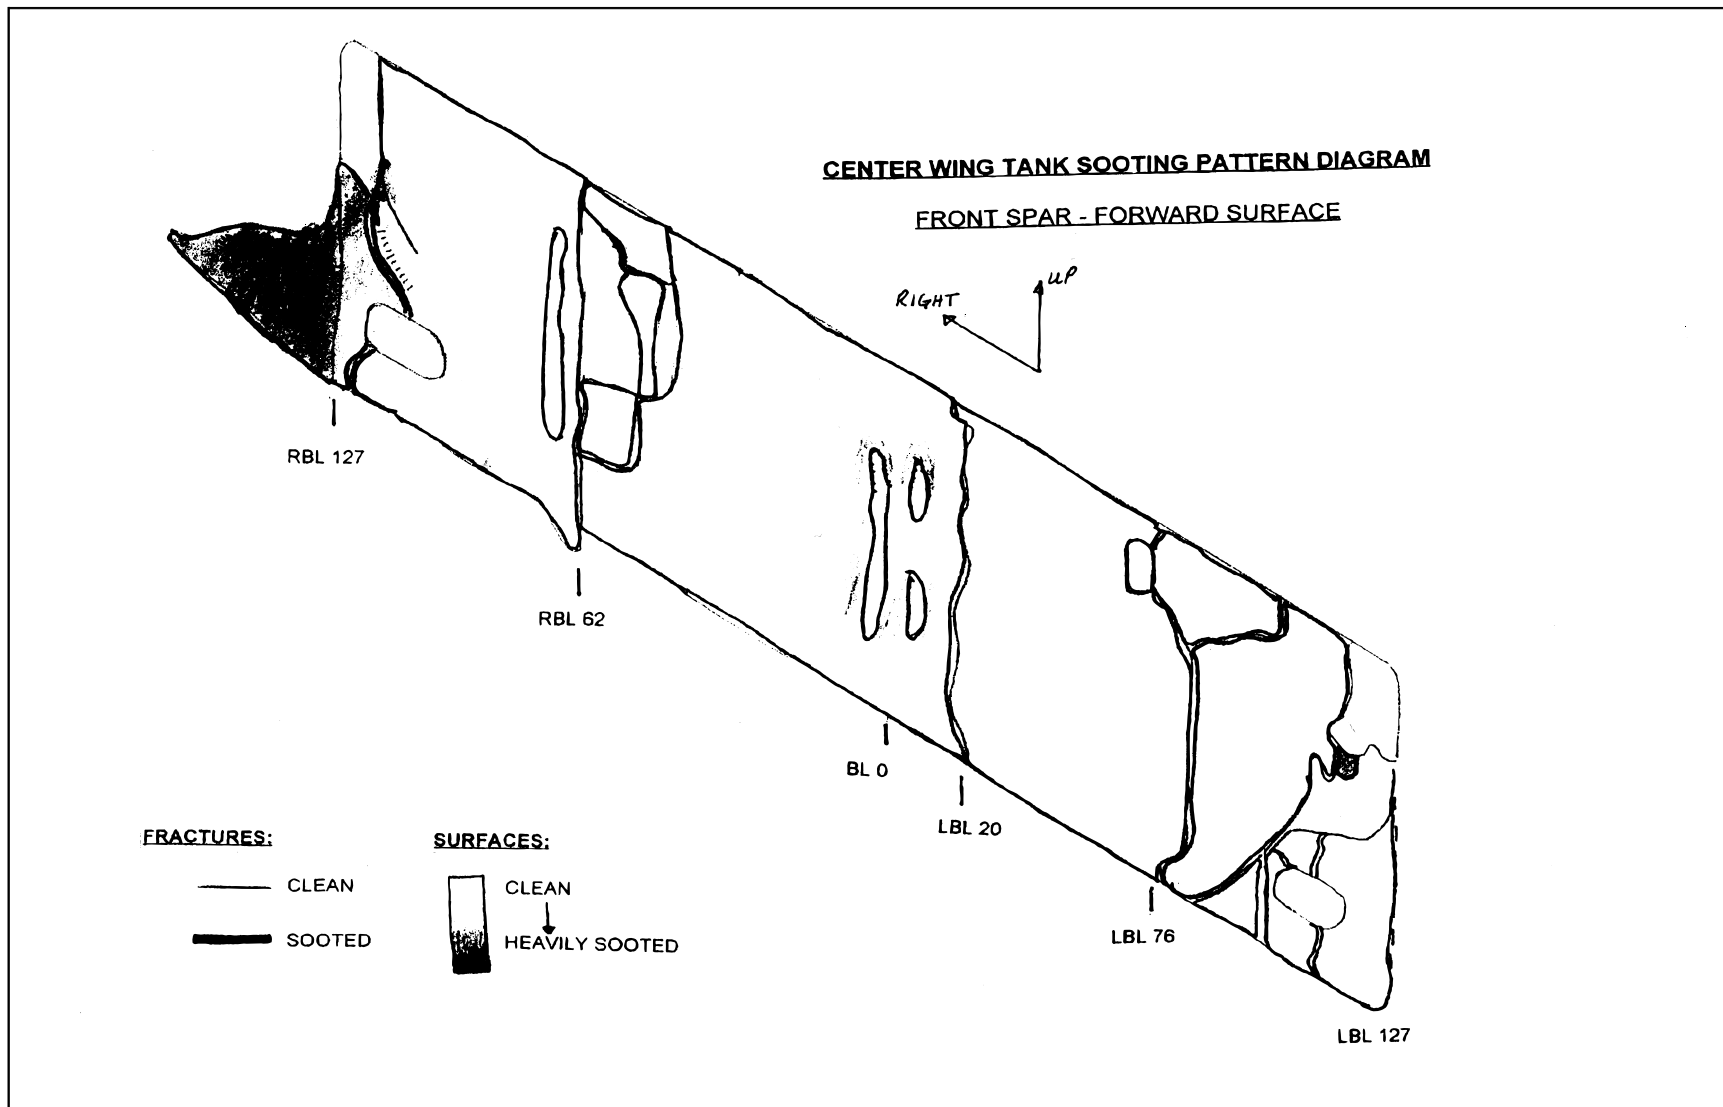 CENTER WING TANK SOOTING PATTERN DIAGRAM
FRONT SPAR - FORWARD SURFACE
UP
RIGHT
RBL 127
RBL 62
BL 0
LBL 20
LBL 76
LBL 127
FRACTURES:
CLEAN
SOOTED
SURFACES:
CLEAN
HEAVILY SOOTED